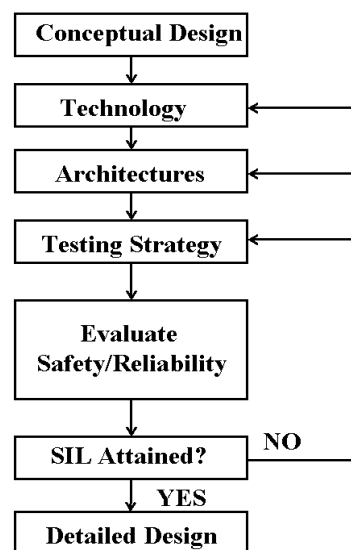 Conceptual Design
Technology
Architectures
Testing Strategy
Evaluate
Safety/Reliability
SIL Attained?
NO
YES
Detailed Design